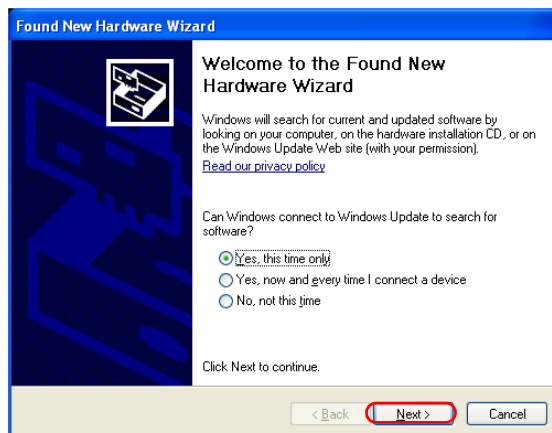 Found New Hardware Wizard
Welcome to the Found New
Hardware Wizard
Windows will search for current and updated software by
looking on your computer, on the hardware installation CD, or on
the Windows Update Web site (with your permission).
Read our privacy policy
Can Windows connect to Windows Update to search for
software?
Yes, this time only
Yes, now and every time I connect a device
No, not this time
Click Next to continue.
< Back Next > Cancel